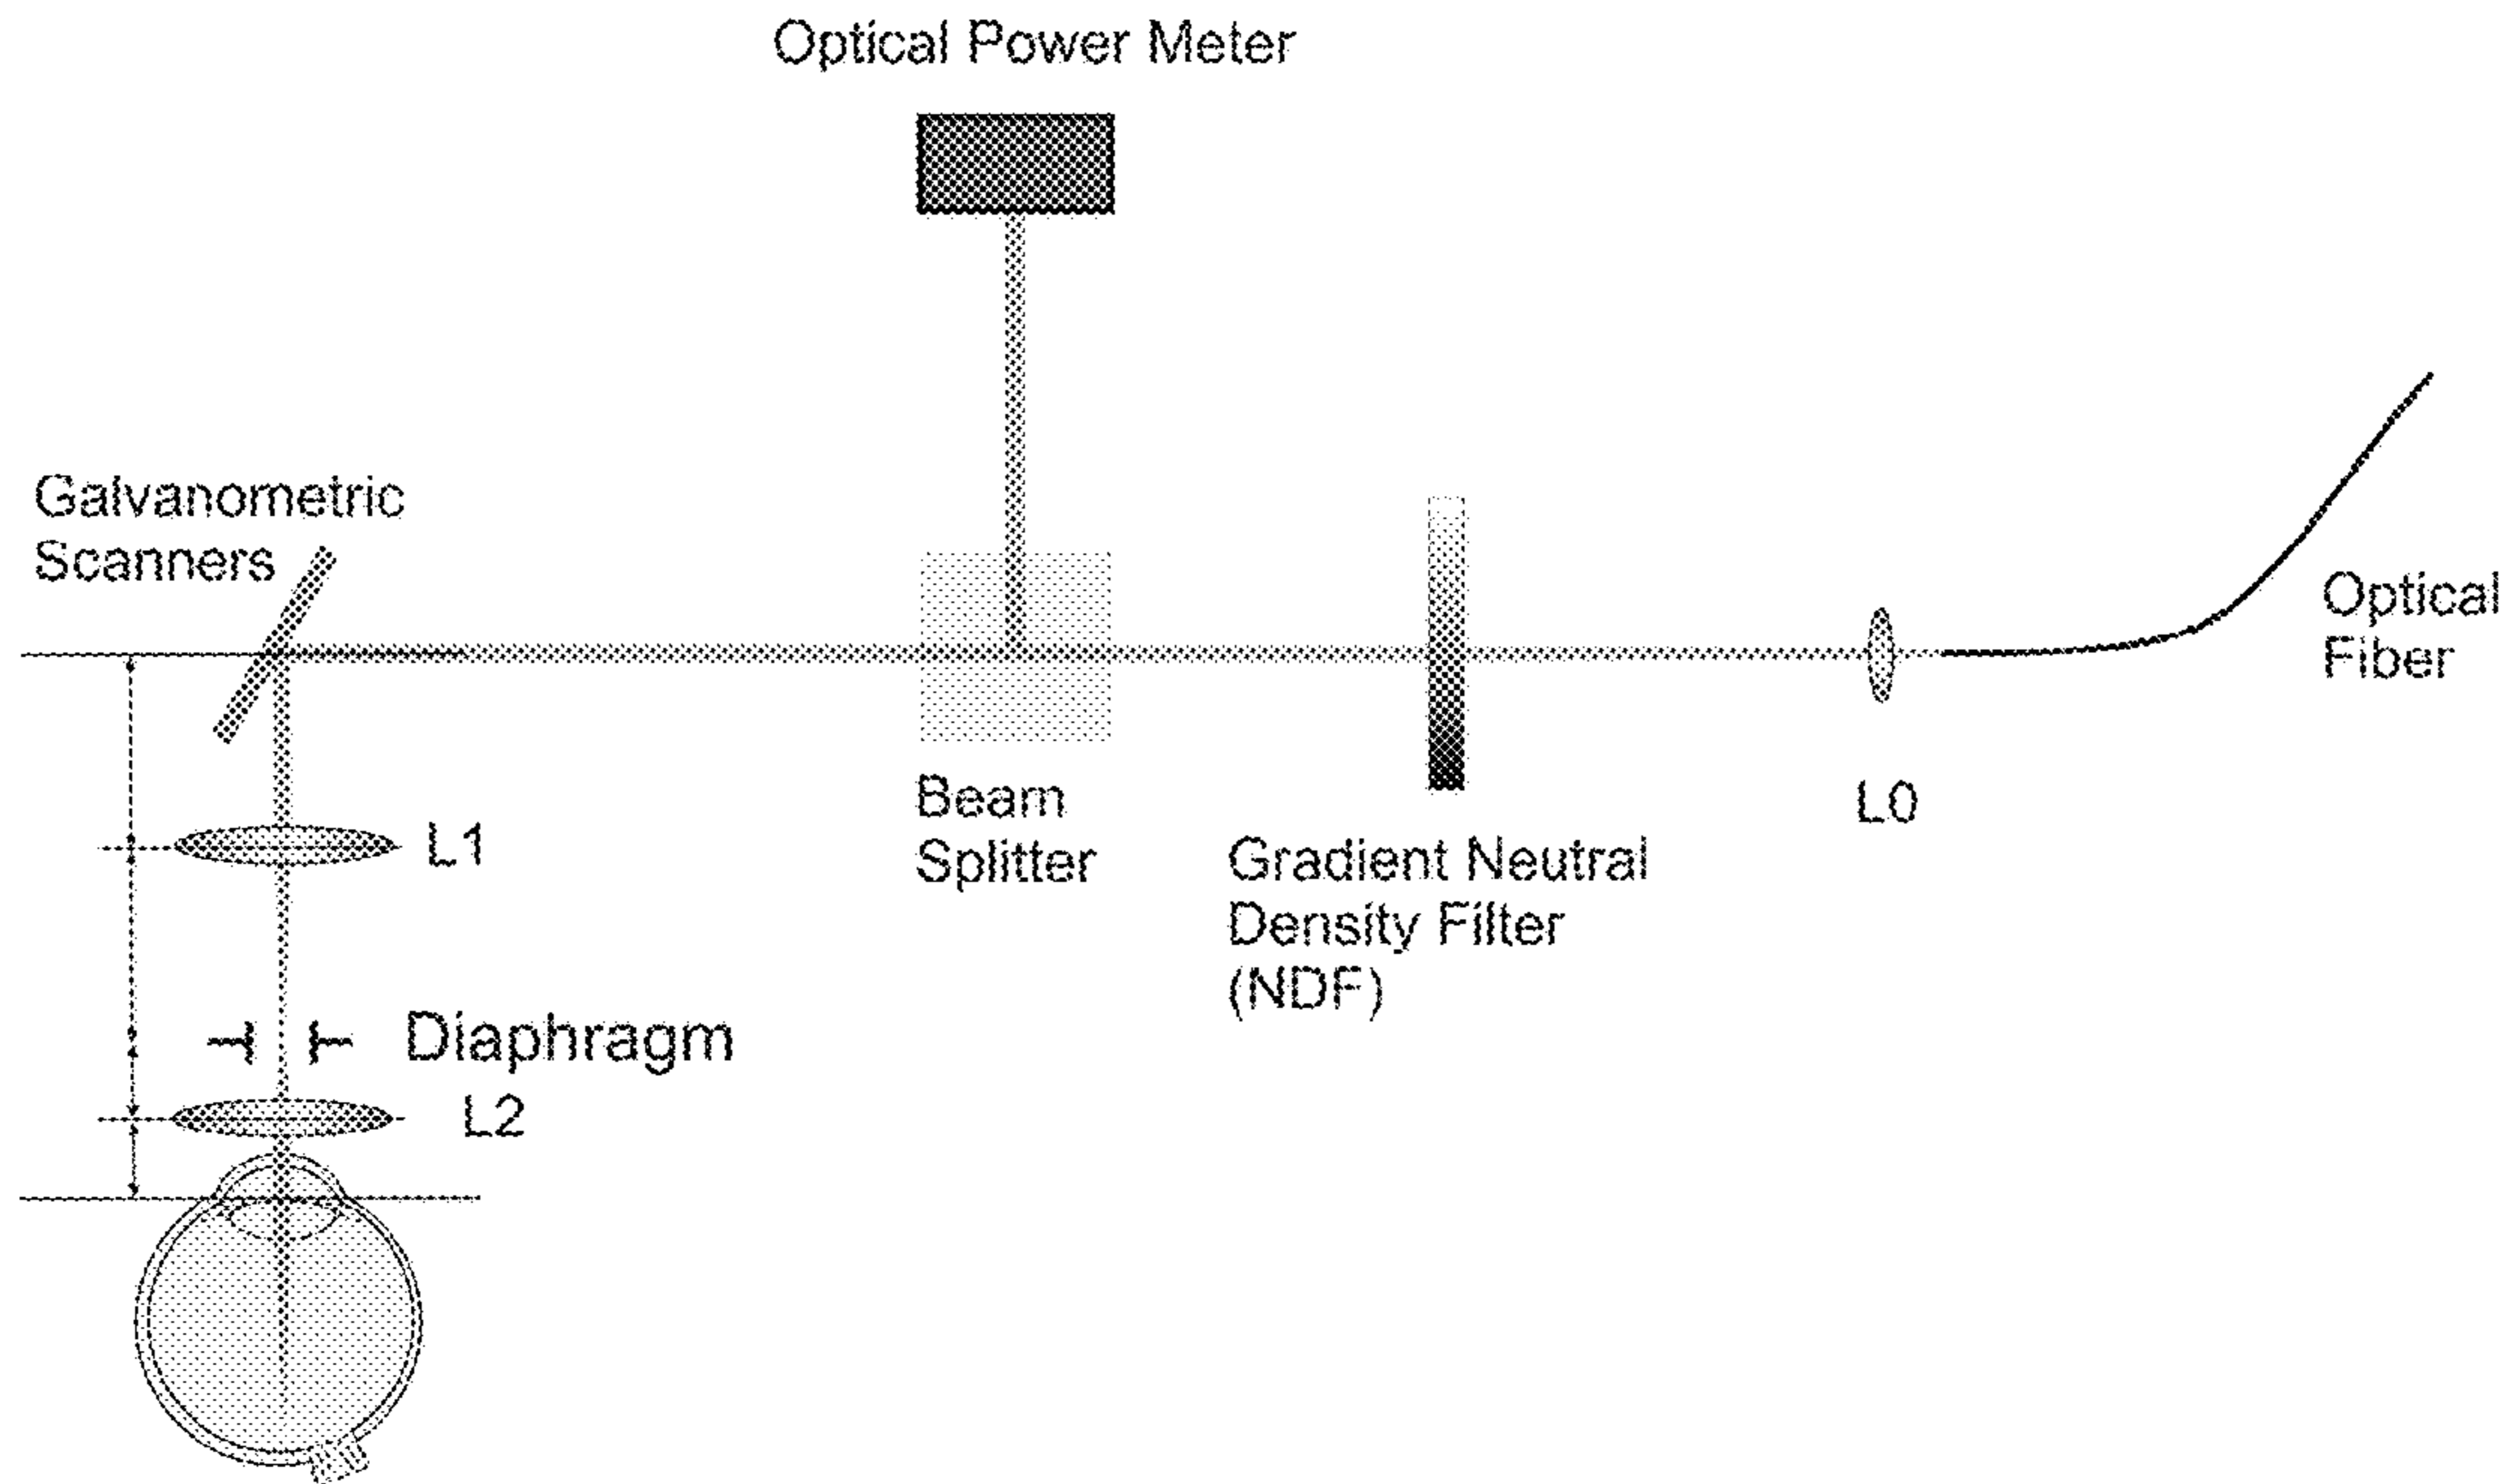 Optical Power Meter
Galvanometric
Scanners
Optical
Fiber
Beam
Splitter
L0
L1
Gradient Neutral
Density Filter
(NDF)
Diaphragm
L2